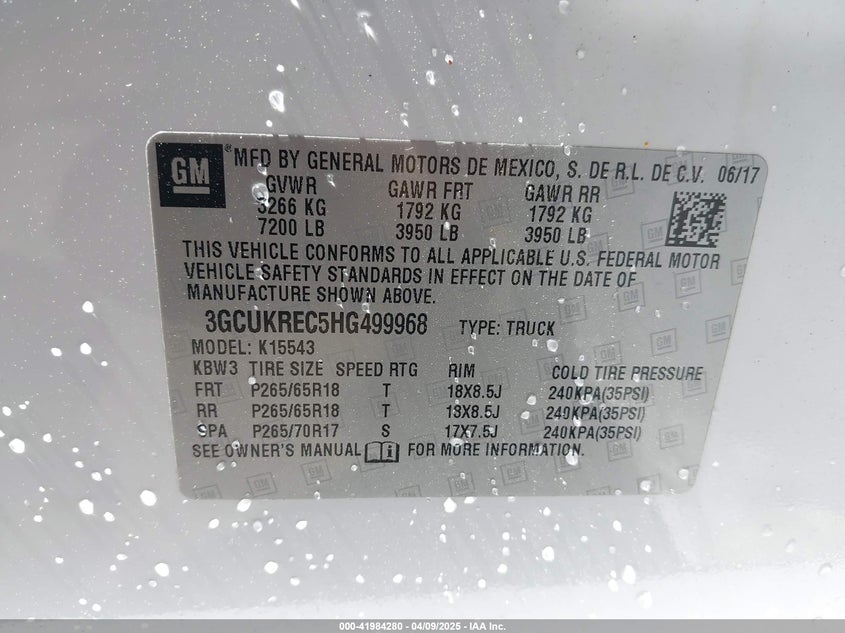 GM ® MFD BY GENERAL MOTORS DE MEXICO, S. DE R.L. DE C.V. 06/17
GVWR GAWR FRT GAWR RR
3266 KG 1792 KG 1792 KG
7200 LB 3950 LB 3950 LB
THIS VEHICLE CONFORMS TO ALL APPLICABLE U.S. FEDERAL MOTOR
VEHICLE SAFETY STANDARDS IN EFFECT ON THE DATE OF
MANUFACTURE SHOWN ABOVE.
3GCUKREC5HG499968 TYPE: TRUCK
MODEL: K15543
KBW3 TIRE SIZE SPEED RTG RIM COLD TIRE PRESSURE
FRT P265/65R18 T 18X8.5J 240KPA(35PSI)
RR P265/65R18 T 18X8.5J 240KPA(35PSI)
SPA P265/70R17 S 17X7.5J 240KPA(35PSI)
SEE OWNER'S MANUAL FOR MORE INFORMATION.
000-41984280 - 04/09/2025 - IAA Inc.